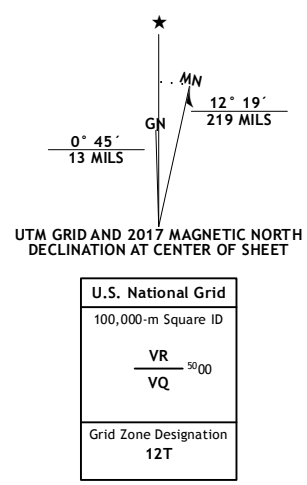 ★
MN
GN
12° 19´
219 MILS
0° 45´
13 MILS
UTM GRID AND 2017 MAGNETIC NORTH
DECLINATION AT CENTER OF SHEET
U.S. National Grid
100,000-m Square ID
VR
5000
VQ
Grid Zone Designation
12T